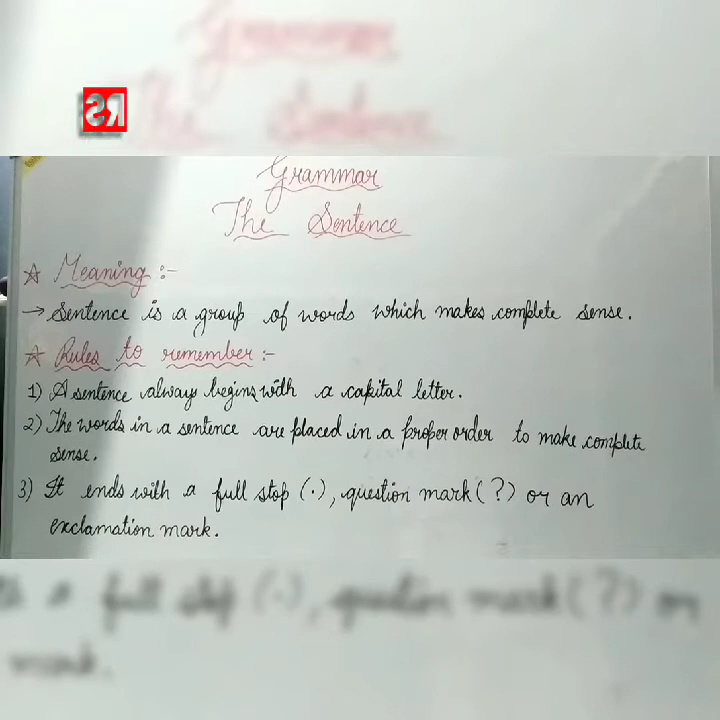 Grammar
The Sentence
☆ Meaning :-
→ Sentence is a group of words which makes complete sense.
☆ Rules to remember :-
1) A sentence always begins with a capital letter.
2) The words in a sentence are placed in a proper order to make complete
sense.
3) It ends with a full stop (.), question mark (?) or an
exclamation mark.